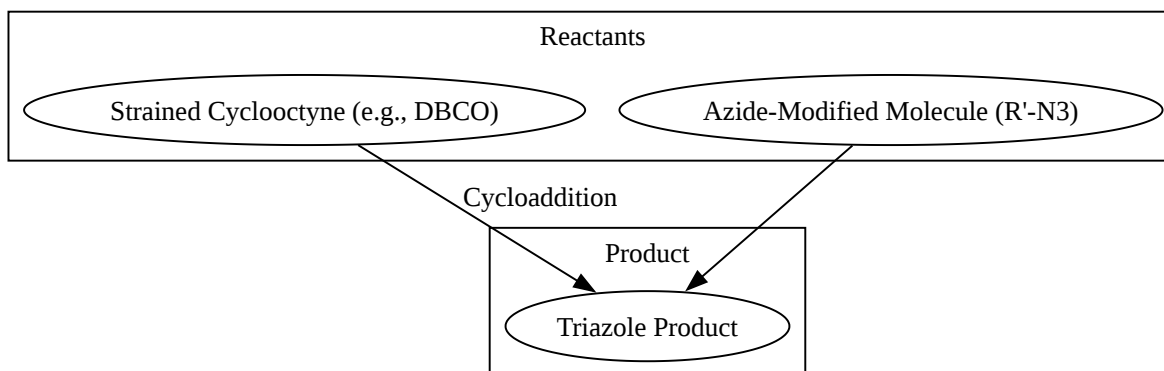 Reactants
Strained Cyclooctyne (e.g., DBCO)
Azide-Modified Molecule (R'-N3)
Cycloaddition
Product
Triazole Product